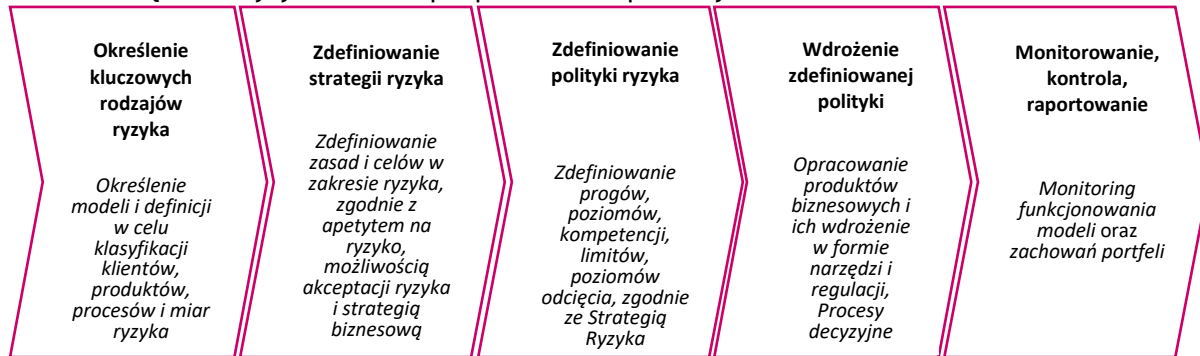 Określenie
kluczowych
rodzajów
ryzyka
Określenie
modeli i definicji
w celu
klasyfikacji
klientów,
produktów,
procesów i miar
ryzyka
Zdefiniowanie
strategii ryzyka
Zdefiniowanie
zasad i celów w
zakresie ryzyka,
zgodnie z
apetytem na
ryzyko,
możliwością
akceptacji ryzyka
i strategią
biznesową
Zdefiniowanie
polityki ryzyka
Zdefiniowanie
progów,
poziomów,
kompetencji,
limitów,
poziomów
odcięcia, zgodnie
ze Strategią
Ryzyka
Wdrożenie
zdefiniowanej
polityki
Opracowanie
produktów
biznesowych i
ich wdrożenie
w formie
narzędzi i
regulacji,
Procesy
decyzyjne
Monitorowanie,
kontrola,
raportowanie
Monitoring
funkcjonowania
modeli oraz
zachowań portfeli